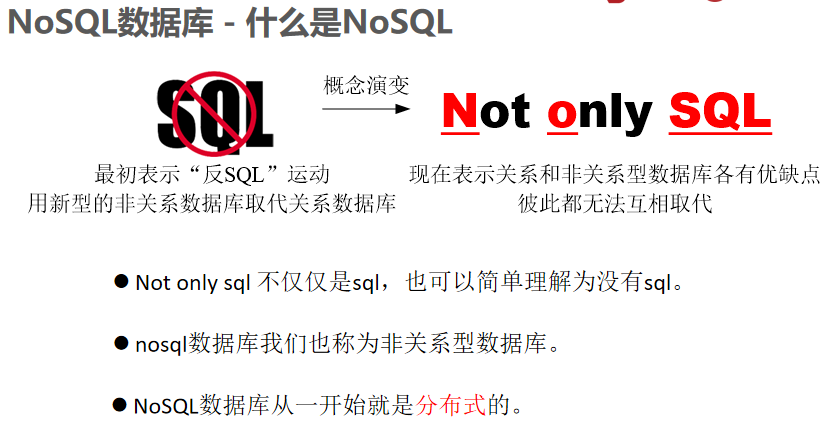 NoSQL数据库 - 什么是NoSQL
SQL
概念演变
Not only SQL
最初表示“反SQL”运动
用新型的非关系数据库取代关系数据库
现在表示关系和非关系型数据库各有优缺点
彼此都无法互相取代
● Not only sql 不仅仅是sql，也可以简单理解为没有sql。
● nosql数据库我们也称为非关系型数据库。
● NoSQL数据库从一开始就是分布式的。